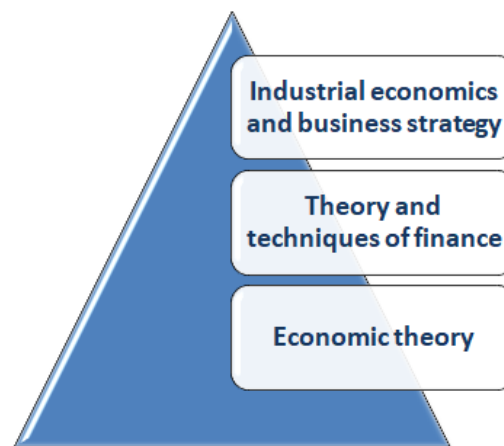 Industrial economics
and business strategy
Theory and
techniques of finance
Economic theory